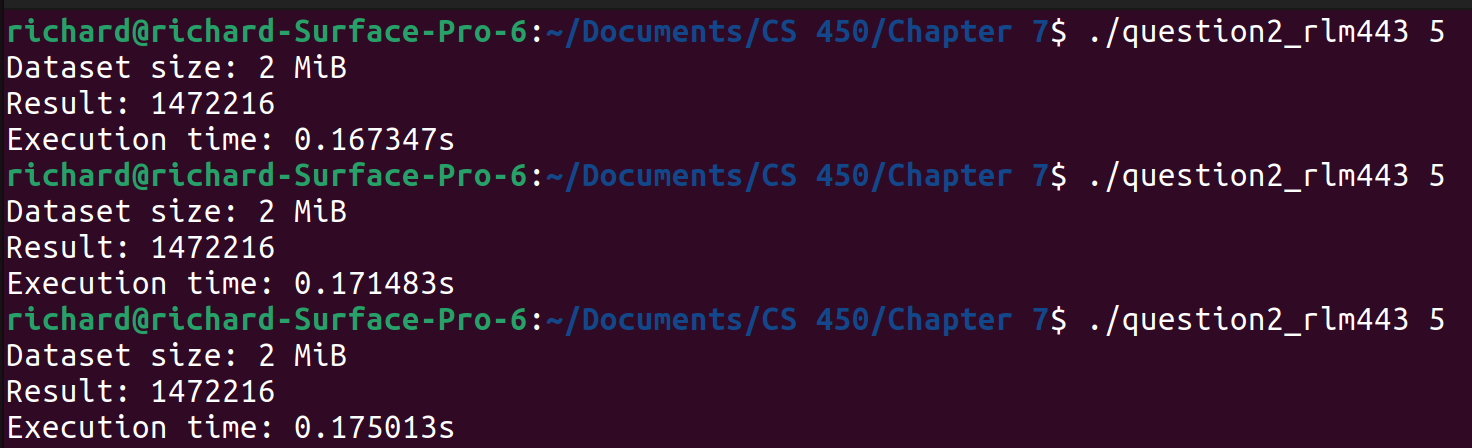 richard@richard-Surface-Pro-6:~/Documents/CS 450/Chapter 7$ ./question2_rlm443 5
Dataset size: 2 MiB
Result: 1472216
Execution time: 0.167347s
richard@richard-Surface-Pro-6:~/Documents/CS 450/Chapter 7$ ./question2_rlm443 5
Dataset size: 2 MiB
Result: 1472216
Execution time: 0.171483s
richard@richard-Surface-Pro-6:~/Documents/CS 450/Chapter 7$ ./question2_rlm443 5
Dataset size: 2 MiB
Result: 1472216
Execution time: 0.175013s